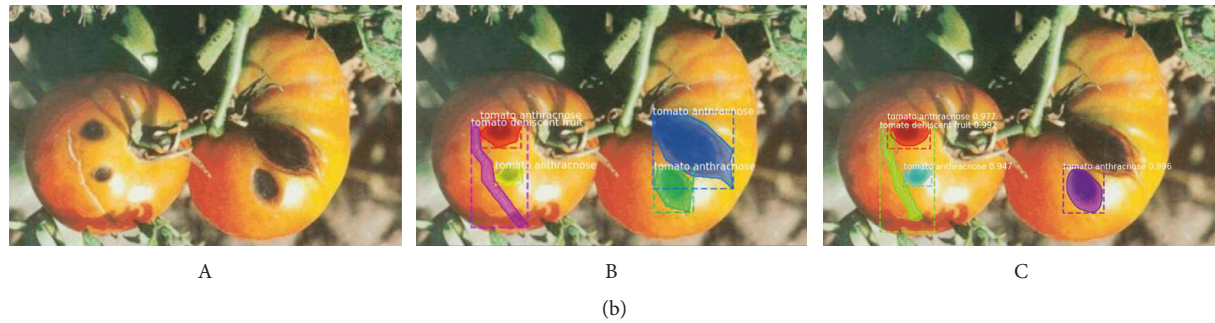 tomato anthracnose
tomato dehiscent fruit
tomato anthracnose
tomato anthracnose
tomato anthracnose
tomato anthracnose 0.977
tomato dehiscent fruit 0.992
tomato anthracnose 0.947
tomato anthracnose 0.996
A
B
C
(b)